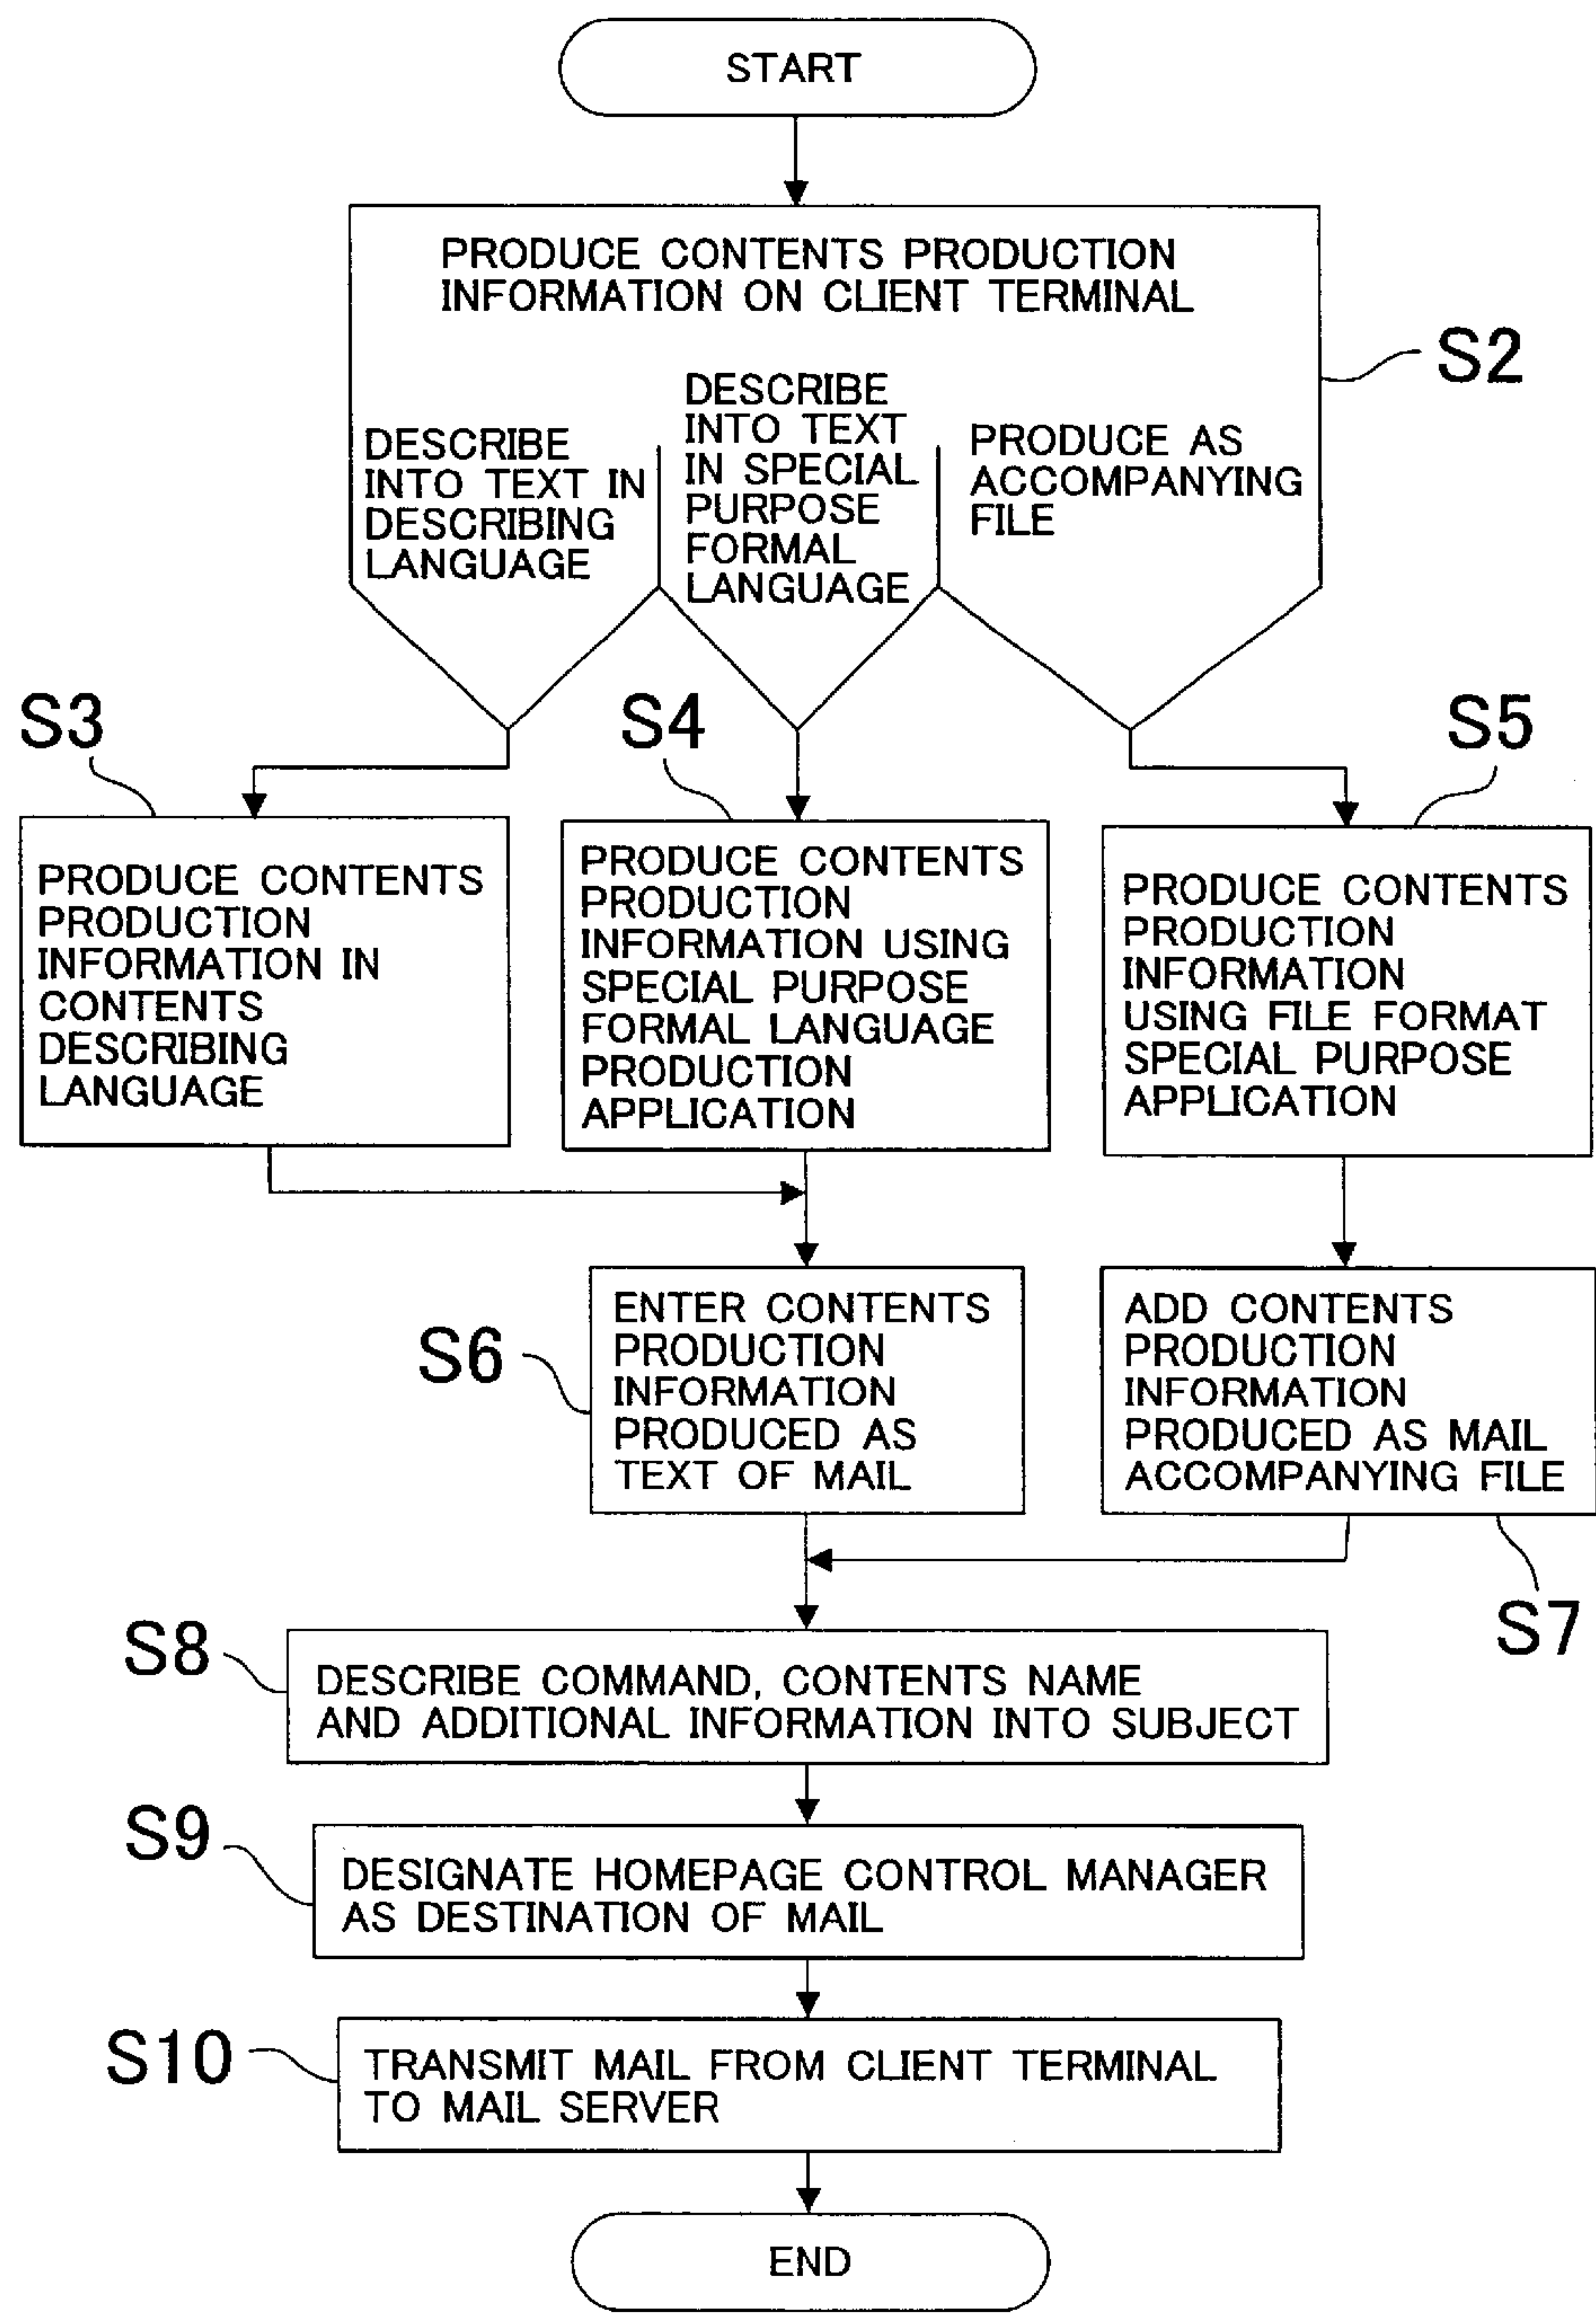 START
PRODUCE CONTENTS PRODUCTION
INFORMATION ON CLIENT TERMINAL
S2
DESCRIBE
INTO TEXT IN
DESCRIBING
LANGUAGE
DESCRIBE
INTO TEXT
IN SPECIAL
PURPOSE
FORMAL
LANGUAGE
PRODUCE AS
ACCOMPANYING
FILE
S3
PRODUCE CONTENTS
PRODUCTION
INFORMATION IN
CONTENTS
DESCRIBING
LANGUAGE
S4
PRODUCE CONTENTS
PRODUCTION
INFORMATION USING
SPECIAL PURPOSE
FORMAL LANGUAGE
PRODUCTION
APPLICATION
S5
PRODUCE CONTENTS
PRODUCTION
INFORMATION
USING FILE FORMAT
SPECIAL PURPOSE
APPLICATION
S6
ENTER CONTENTS
PRODUCTION
INFORMATION
PRODUCED AS
TEXT OF MAIL
ADD CONTENTS
PRODUCTION
INFORMATION
PRODUCED AS MAIL
ACCOMPANYING FILE
S7
S8
DESCRIBE COMMAND, CONTENTS NAME
AND ADDITIONAL INFORMATION INTO SUBJECT
S9
DESIGNATE HOMEPAGE CONTROL MANAGER
AS DESTINATION OF MAIL
S10
TRANSMIT MAIL FROM CLIENT TERMINAL
TO MAIL SERVER
END